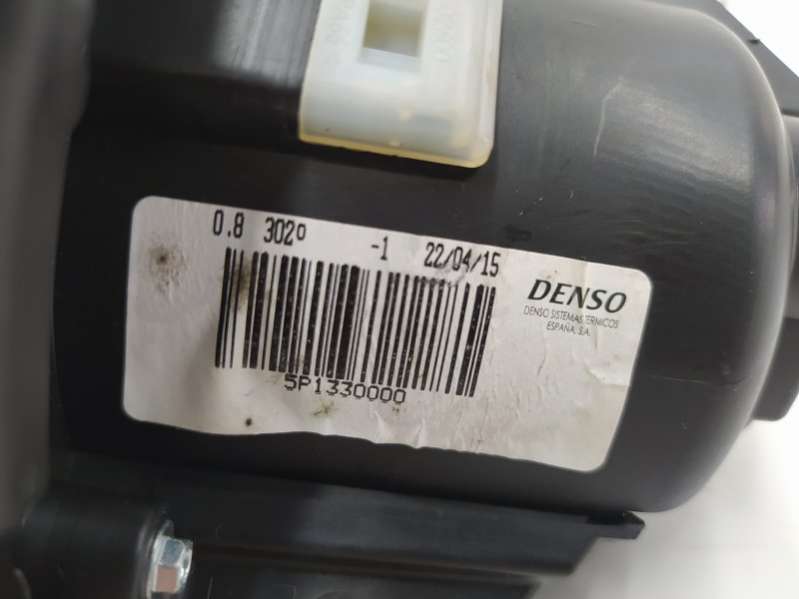 0.8 302º -1 22/04/15
5P1330000
DENSO
DENSO SISTEMAS TERMICOS
ESPAÑA, S.A.